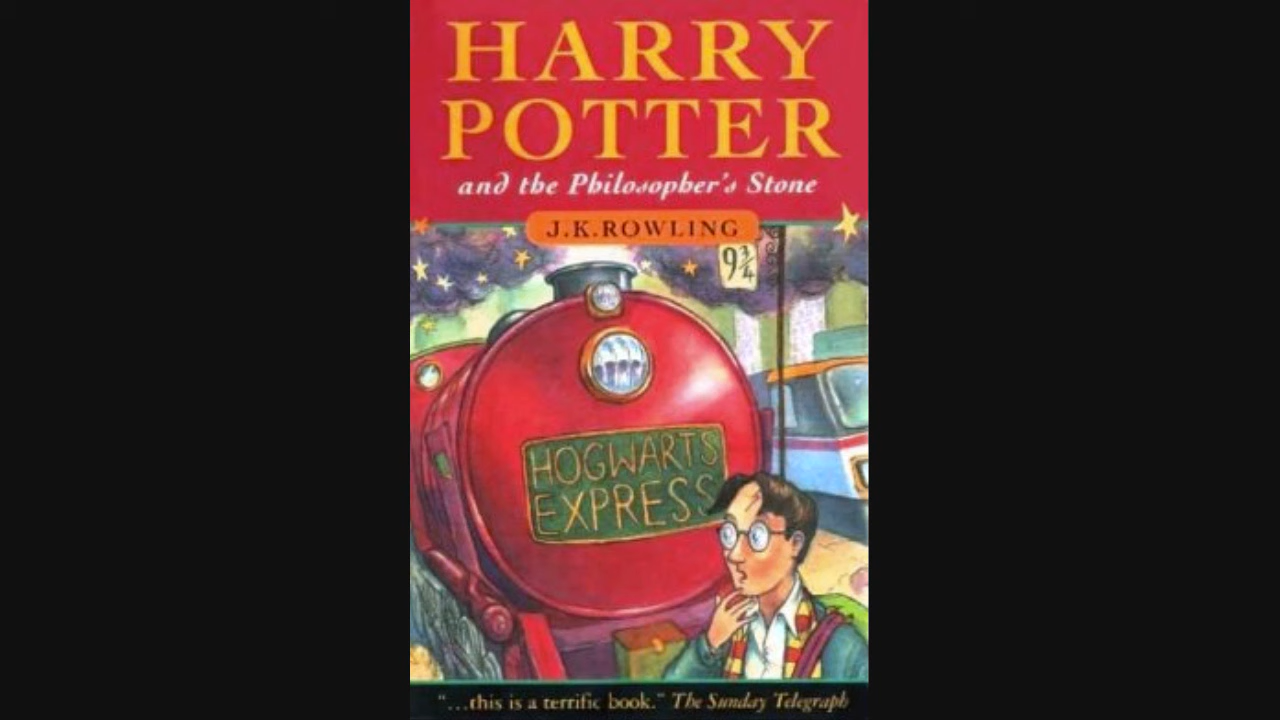 HARRY
POTTER
and the Philosopher's Stone
J.K.ROWLING
9¾
HOGWARTS
EXPRESS
"...this is a terrific book." The Sunday Telegraph